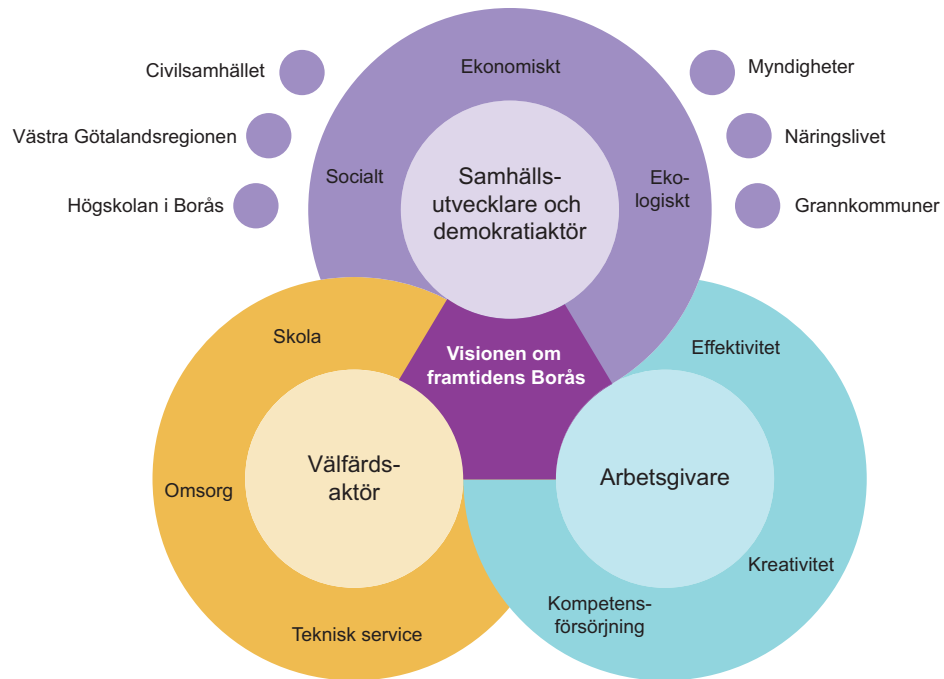 Civilsamhället
Västra Götalandsregionen
Högskolan i Borås
Ekonomiskt
Socialt
Eko-
logiskt
Samhälls-
utvecklare och
demokratiaktör
Myndigheter
Näringslivet
Grannkommuner
Visionen om
framtidens Borås
Skola
Omsorg
Teknisk service
Välfärds-
aktör
Effektivitet
Kreativitet
Kompetens-
försörjning
Arbetsgivare